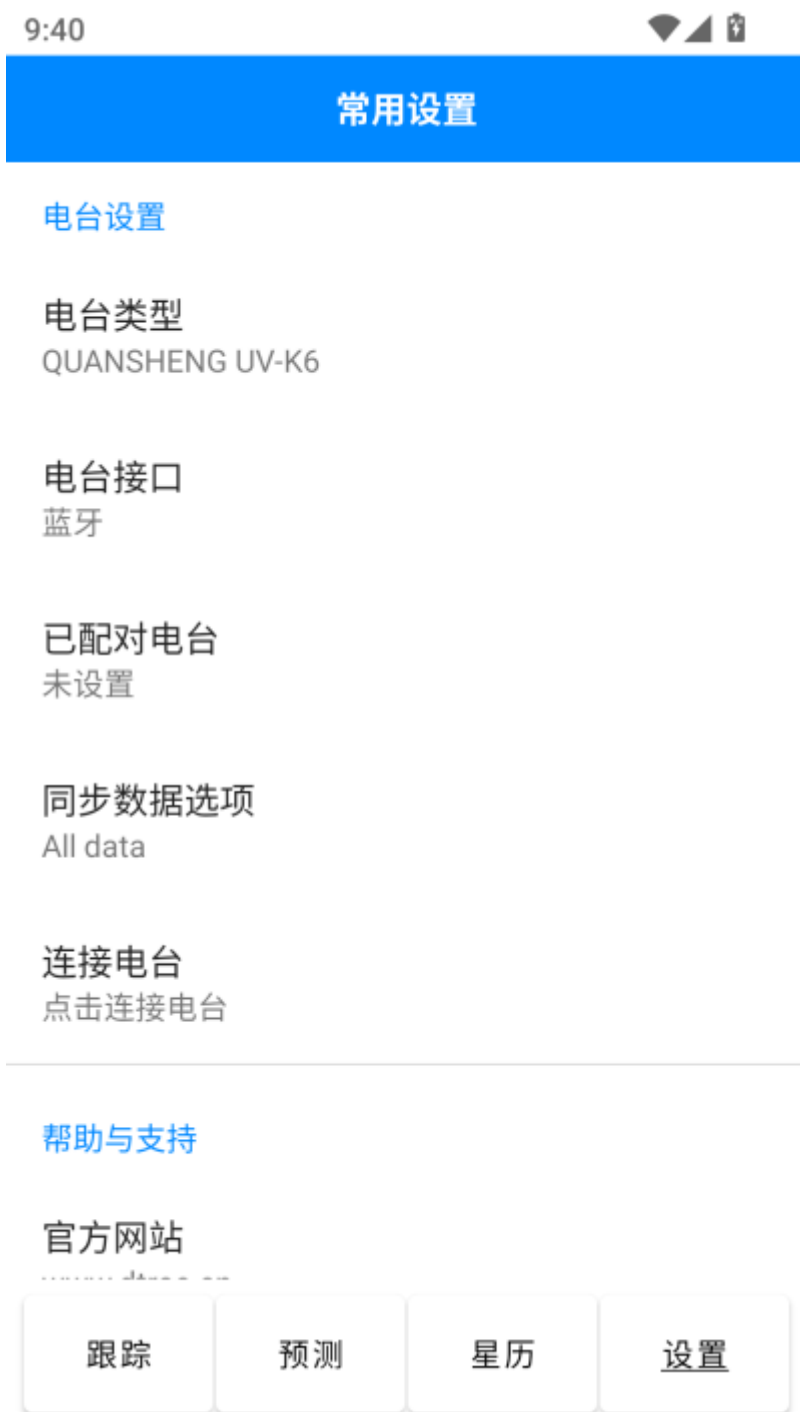 9:40
常用设置
电台设置
电台类型
QUANSHENG UV-K6
电台接口
蓝牙
已配对电台
未设置
同步数据选项
All data
连接电台
点击连接电台
帮助与支持
官方网站
跟踪
预测
星历
设置